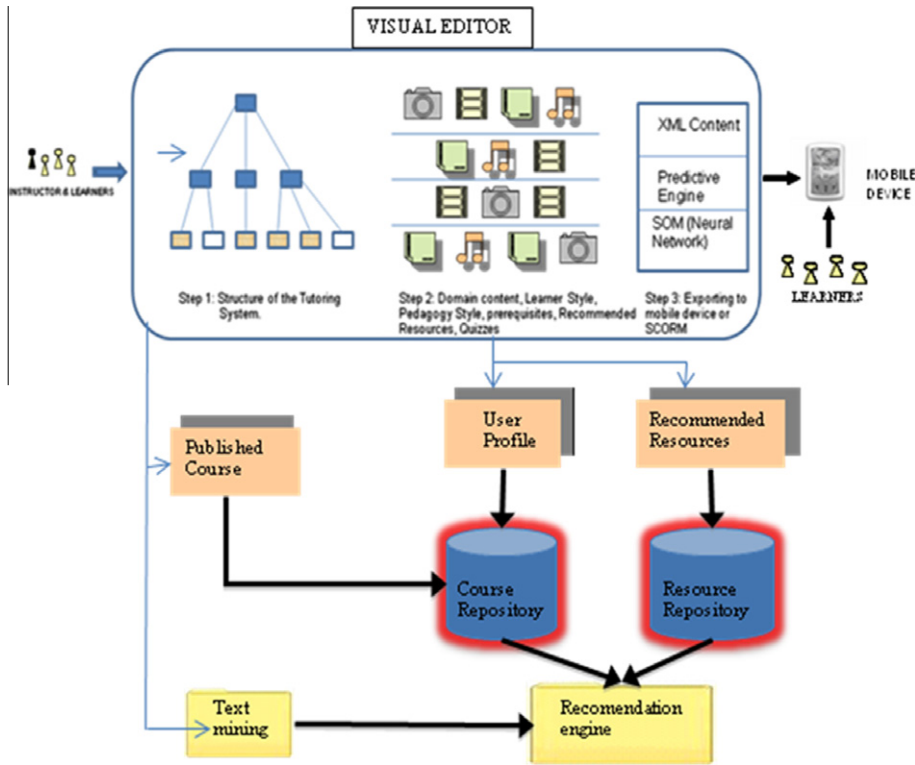 VISUAL EDITOR
INSTRUCTOR & LEARNERS
XML Content
Predictive
Engine
SOM (Neural
Network)
MOBILE
DEVICE
LEARNERS
Step 1: Structure of the Tutoring
System.
Step 2: Domain content, Learner Style,
Pedagogy Style, prerequisites, Recommended
Resources, Quizzes
Step 3: Exporting to
mobile device or
SCORM
Published
Course
User
Profile
Recommended
Resources
Course
Repository
Resource
Repository
Text
mining
Recomendation
engine